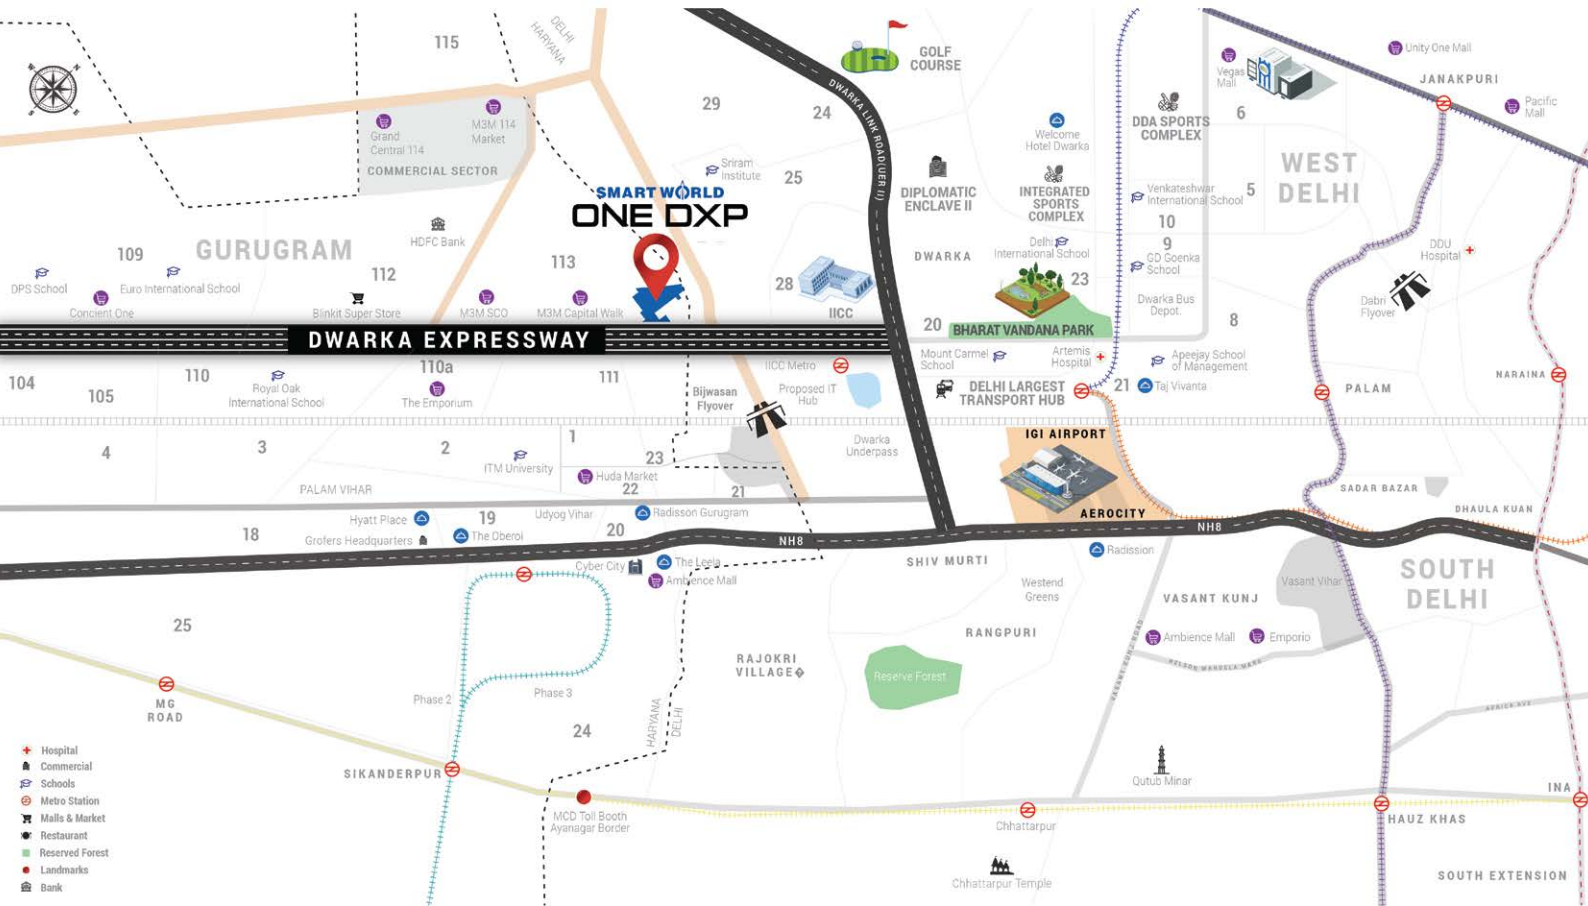 115
DELHI
HARYANA
GOLF
COURSE
Unity One Mall
Vegas
Mall
JANAKPURI
Pacific
Mall
29
24
DWARKA LINK ROAD(UER II)
6
M3M 114
Market
Grand
Central 114
COMMERCIAL SECTOR
DDA SPORTS
COMPLEX
Welcome
Hotel Dwarka
WEST
DELHI
Sriram
Institute
25
SMART WORLD
ONE DXP
DIPLOMATIC
ENCLAVE II
INTEGRATED
SPORTS
COMPLEX
Venkateshwar
International School
5
10
9
HDFC Bank
109
GURUGRAM
112
113
DWARKA
Delhi
International School
GD Goenka
School
DDU
Hospital
DPS School
Euro International School
28
23
Concient One
Blinkit Super Store
M3M SCO
M3M Capital Walk
IICC
Dwarka Bus
Depot.
Dabri
Flyover
20
BHARAT VANDANA PARK
8
DWARKA EXPRESSWAY
104
105
110
110a
111
Royal Oak
International School
The Emporium
IICC Metro
Bijwasan
Flyover
Proposed IT
Hub
Mount Carmel
School
Artemis
Hospital
Apeejay School
of Management
DELHI LARGEST
TRANSPORT HUB
21
Taj Vivanta
PALAM
NARAINA
4
3
2
1
ITM University
23
Huda Market
22
21
Dwarka
Underpass
IGI AIRPORT
AEROCITY
PALAM VIHAR
SADAR BAZAR
DHAULA KUAN
18
Hyatt Place
19
Udyog Vihar
Radisson Gurugram
Grofers Headquarters
The Oberoi
20
NH8
NH8
Cyber City
The Leela
Ambience Mall
SHIV MURTI
Radission
Westend
Greens
VASANT KUNJ
Vasant Vihar
SOUTH
DELHI
25
RANGPURI
Ambience Mall
Emporio
VASANT KUNJ ROAD
NELSON MANDELA MARG
RAJOKRI
VILLAGE�
Reserve Forest
MG
ROAD
Phase 2
Phase 3
24
HARYANA
DELHI
AFRICA AVE
SIKANDERPUR
Qutub Minar
INA
MCD Toll Booth
Ayanagar Border
Chhattarpur
HAUZ KHAS
Chhattarpur Temple
SOUTH EXTENSION
Hospital
Commercial
Schools
Metro Station
Malls & Market
Restaurant
Reserved Forest
Landmarks
Bank